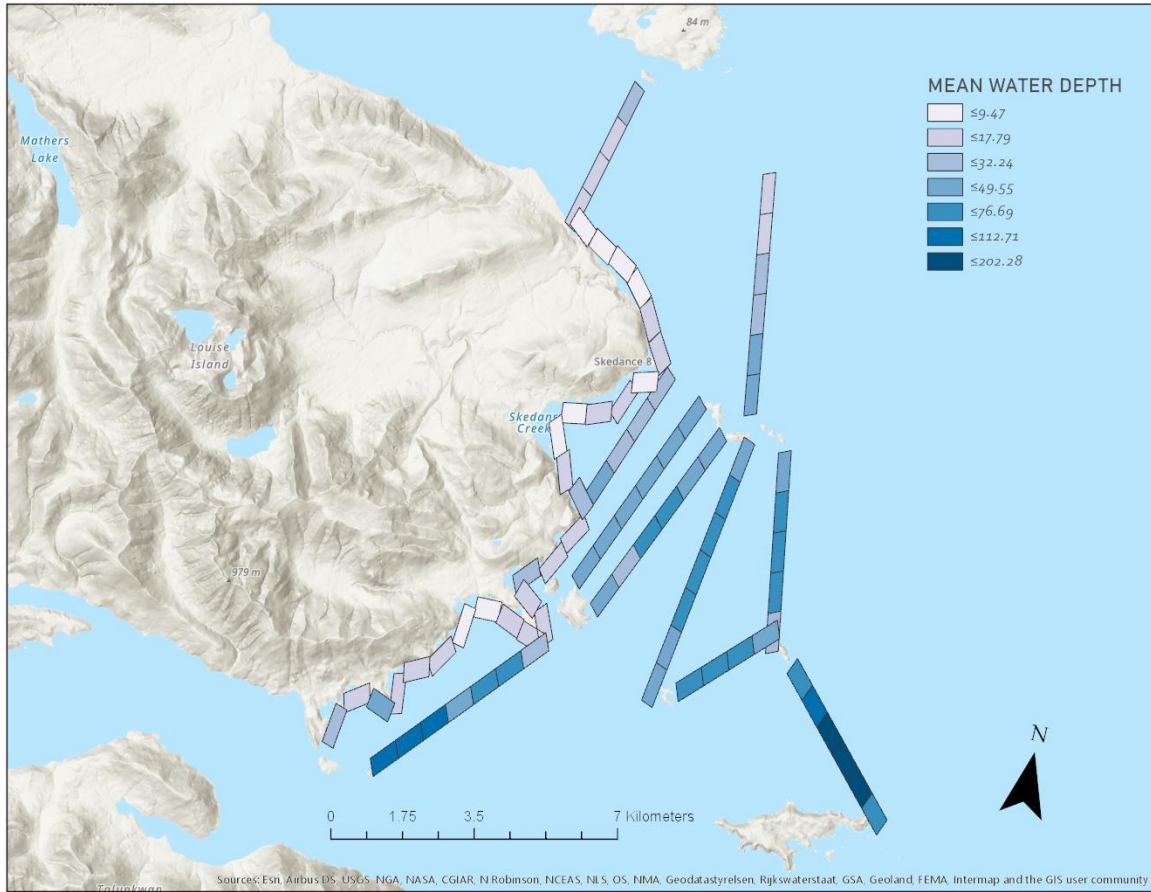 84 m
MEAN WATER DEPTH
≤9.47
≤17.79
≤32.24
≤49.55
≤76.69
≤112.71
≤202.28
Mathers
Lake
Louise
Island
Skedance 8
Skedans
Creek
979 m
N
0 1.75 3.5 7 Kilometers
Sources: Esri, Airbus DS, USGS, NGA, NASA, CGIAR, N Robinson, NCEAS, NLS, OS, NMA, Geodatastyrelsen, Rijkswaterstaat, GSA, Geoland, FEMA, Intermap and the GIS user community